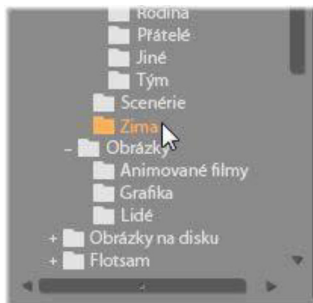 Rodina
Přátelé
Jiné
Tým
Scenérie
Zima
- Obrázky
Animované filmy
Grafika
Lidé
+ Obrázky na disku
+ Flotsam